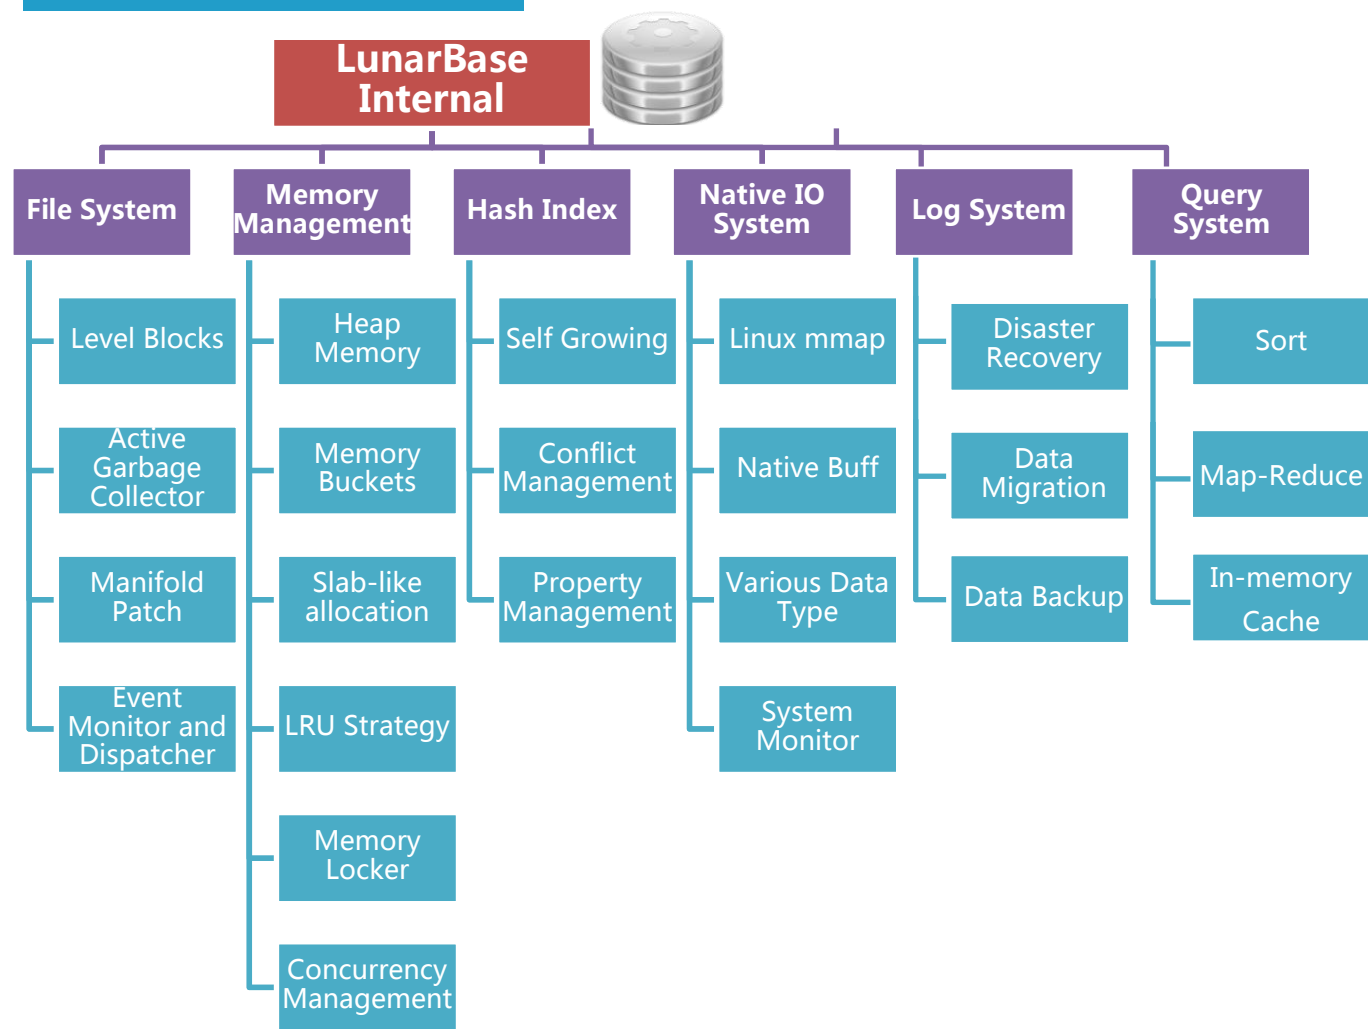 LunarBase
Internal
File System
Memory
Management
Hash Index
Native IO
System
Log System
Query
System
Level Blocks
Active
Garbage
Collector
Manifold
Patch
Event
Monitor and
Dispatcher
Heap
Memory
Memory
Buckets
Slab-like
allocation
LRU Strategy
Memory
Locker
Concurrency
Management
Self Growing
Conflict
Management
Property
Management
Linux mmap
Native Buff
Various Data
Type
System
Monitor
Disaster
Recovery
Data
Migration
Data Backup
Sort
Map-Reduce
In-memory
Cache